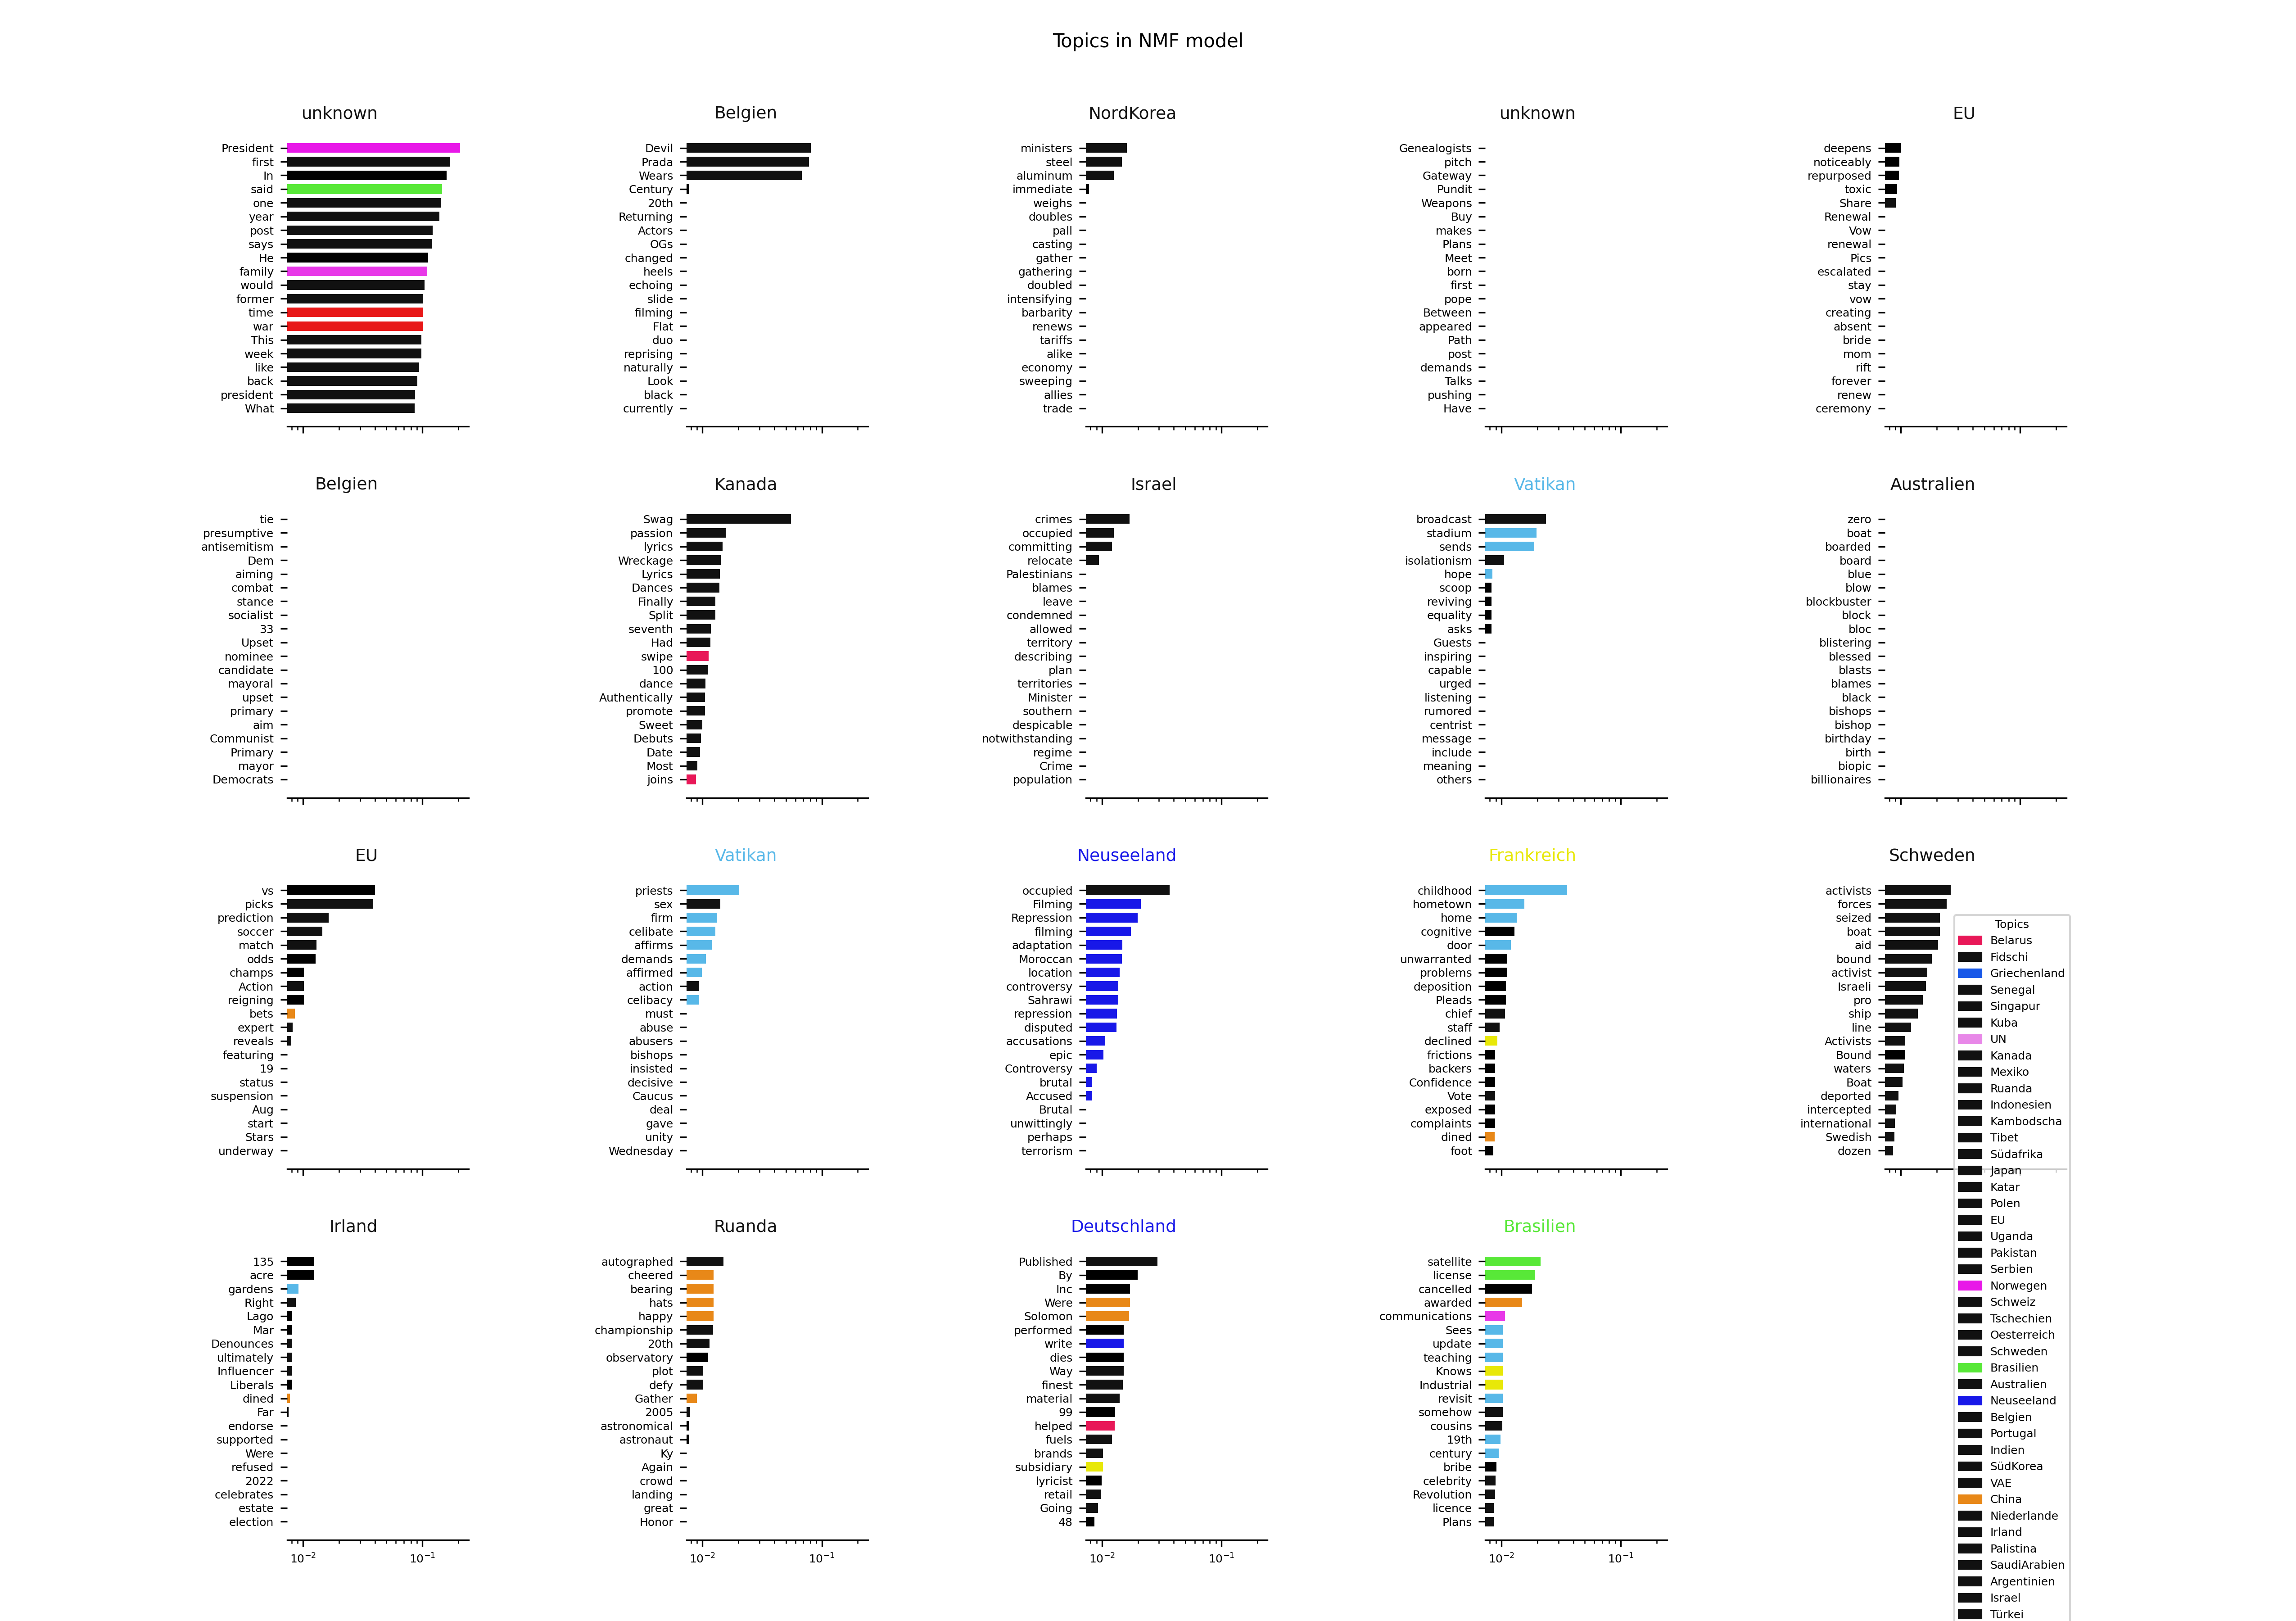 Topics in NMF model
unknown
President
first
In
said
one
year
post
says
He
family
would
former
time
war
This
week
like
back
president
What
Belgien
Devil
Prada
Wears
Century
20th
Returning
Actors
OGs
changed
heels
echoing
slide
filming
Flat
duo
reprising
naturally
Look
black
currently
NordKorea
ministers
steel
aluminum
immediate
weighs
doubles
pall
casting
gather
gathering
doubled
intensifying
barbarity
renews
tariffs
alike
economy
sweeping
allies
trade
unknown
Genealogists
pitch
Gateway
Pundit
Weapons
Buy
makes
Plans
Meet
born
first
pope
Between
appeared
Path
post
demands
Talks
pushing
Have
EU
deepens
noticeably
repurposed
toxic
Share
Renewal
Vow
renewal
Pics
escalated
stay
vow
creating
absent
bride
mom
rift
forever
renew
ceremony
Belgien
tie
presumptive
antisemitism
Dem
aiming
combat
stance
socialist
33
Upset
nominee
candidate
mayoral
upset
primary
aim
Communist
Primary
mayor
Democrats
Kanada
Swag
passion
lyrics
Wreckage
Lyrics
Dances
Finally
Split
seventh
Had
swipe
100
dance
Authentically
promote
Sweet
Debuts
Date
Most
joins
Israel
crimes
occupied
committing
relocate
Palestinians
blames
leave
condemned
allowed
territory
describing
plan
territories
Minister
southern
despicable
notwithstanding
regime
Crime
population
Vatikan
broadcast
stadium
sends
isolationism
hope
scoop
reviving
equality
asks
Guests
inspiring
capable
urged
listening
rumored
centrist
message
include
meaning
others
Australien
zero
boat
boarded
board
blue
blow
blockbuster
block
bloc
blistering
blessed
blasts
blames
black
bishops
bishop
birthday
birth
biopic
billionaires
EU
vs
picks
prediction
soccer
match
odds
champs
Action
reigning
bets
expert
reveals
featuring
19
status
suspension
Aug
start
Stars
underway
Vatikan
priests
sex
firm
celibate
affirms
demands
affirmed
action
celibacy
must
abuse
abusers
bishops
insisted
decisive
Caucus
deal
gave
unity
Wednesday
Neuseeland
occupied
Filming
Repression
filming
adaptation
Moroccan
location
controversy
Sahrawi
repression
disputed
accusations
epic
Controversy
brutal
Accused
Brutal
unwittingly
perhaps
terrorism
Frankreich
childhood
hometown
home
cognitive
door
unwarranted
problems
deposition
Pleads
chief
staff
declined
frictions
backers
Confidence
Vote
exposed
complaints
dined
foot
Schweden
activists
forces
seized
boat
aid
bound
activist
Israeli
pro
ship
line
Activists
Bound
waters
Boat
deported
intercepted
international
Swedish
dozen
Irland
135
acre
gardens
Right
Lago
Mar
Denounces
ultimately
Influencer
Liberals
dined
Far
endorse
supported
Were
refused
2022
celebrates
estate
election
10⁻² 10⁻¹
Ruanda
autographed
cheered
bearing
hats
happy
championship
20th
observatory
plot
defy
Gather
2005
astronomical
astronaut
Ky
Again
crowd
landing
great
Honor
10⁻² 10⁻¹
Deutschland
Published
By
Inc
Were
Solomon
performed
write
dies
Way
finest
material
99
helped
fuels
brands
subsidiary
lyricist
retail
Going
48
10⁻² 10⁻¹
Brasilien
satellite
license
cancelled
awarded
communications
Sees
update
teaching
Knows
Industrial
revisit
somehow
cousins
19th
century
bribe
celebrity
Revolution
licence
Plans
10⁻² 10⁻¹
Topics
Belarus
Fidschi
Griechenland
Senegal
Singapur
Kuba
UN
Kanada
Mexiko
Ruanda
Indonesien
Kambodscha
Tibet
Südafrika
Japan
Katar
Polen
EU
Uganda
Pakistan
Serbien
Norwegen
Schweiz
Tschechien
Oesterreich
Schweden
Brasilien
Australien
Neuseeland
Belgien
Portugal
Indien
SüdKorea
VAE
China
Niederlande
Irland
Palistina
SaudiArabien
Argentinien
Israel
Türkei